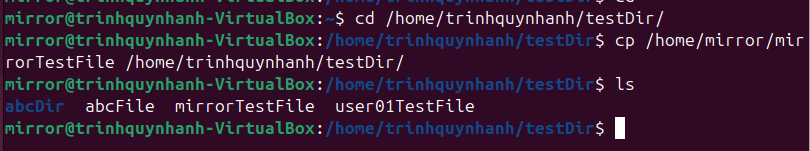 mirror@trinhquynhanh-VirtualBox:~$ cd /home/trinhquynhanh/testDir/
mirror@trinhquynhanh-VirtualBox:/home/trinhquynhanh/testDir$ cp /home/mirror/mir
rorTestFile /home/trinhquynhanh/testDir/
mirror@trinhquynhanh-VirtualBox:/home/trinhquynhanh/testDir$ ls
abcDir  abcFile  mirrorTestFile  user01TestFile
mirror@trinhquynhanh-VirtualBox:/home/trinhquynhanh/testDir$